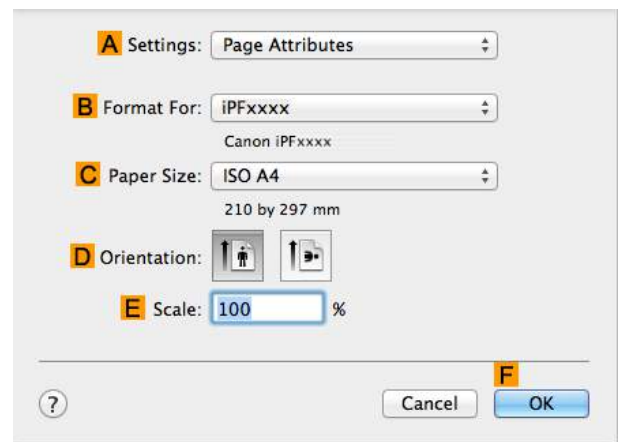 A Settings: Page Attributes
B Format For: iPFxxxx
Canon iPFxxxx
C Paper Size: ISO A4
210 by 297 mm
D Orientation:
E Scale: 100 %
F
? Cancel OK